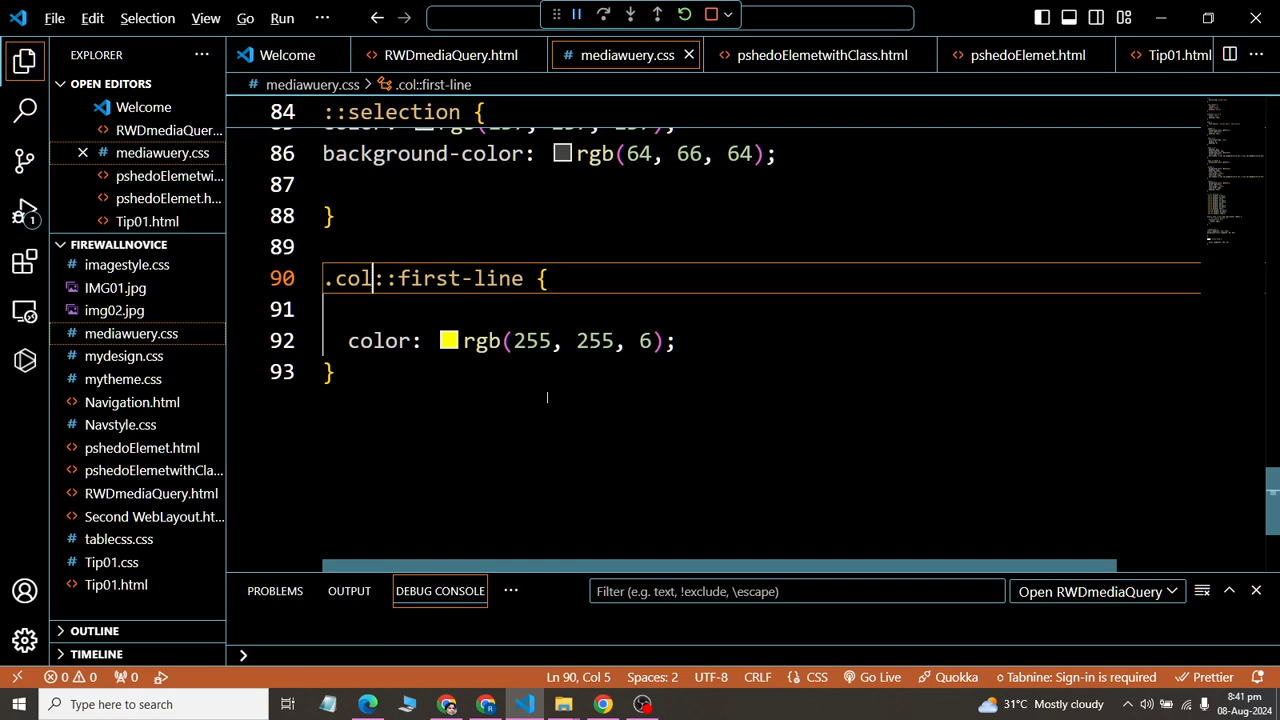 File Edit Selection View Go Run ···
Welcome
RWDmediaQuery.html
# mediawuery.css
pshedoElemetwithClass.html
pshedoElemet.html
Tip01.html
EXPLORER
# mediawuery.css > .col::first-line
OPEN EDITORS
Welcome
RWDmediaQuer...
# mediawuery.css
pshedoElemetwi...
pshedoElemet.h...
Tip01.html
FIREWALLNOVICE
# imagestyle.css
IMG01.jpg
img02.jpg
# mediawuery.css
# mydesign.css
# mytheme.css
Navigation.html
# Navstyle.css
pshedoElemet.html
pshedoElemetwithCla...
RWDmediaQuery.html
Second WebLayout.ht...
# tablecss.css
# Tip01.css
Tip01.html
OUTLINE
TIMELINE
84 ::selection {
86 background-color: rgb(64, 66, 64);
87
88 }
89
90 .col::first-line {
91
92 color: rgb(255, 255, 6);
93 }
PROBLEMS OUTPUT DEBUG CONSOLE ···
Filter (e.g. text, !exclude, \escape)
Open RWDmediaQuery
0 0 0
Ln 90, Col 5 Spaces: 2 UTF-8 CRLF {} CSS Go Live Quokka Tabnine: Sign-in is required Prettier
Type here to search
31°C Mostly cloudy
8:41 pm
08-Aug-2024